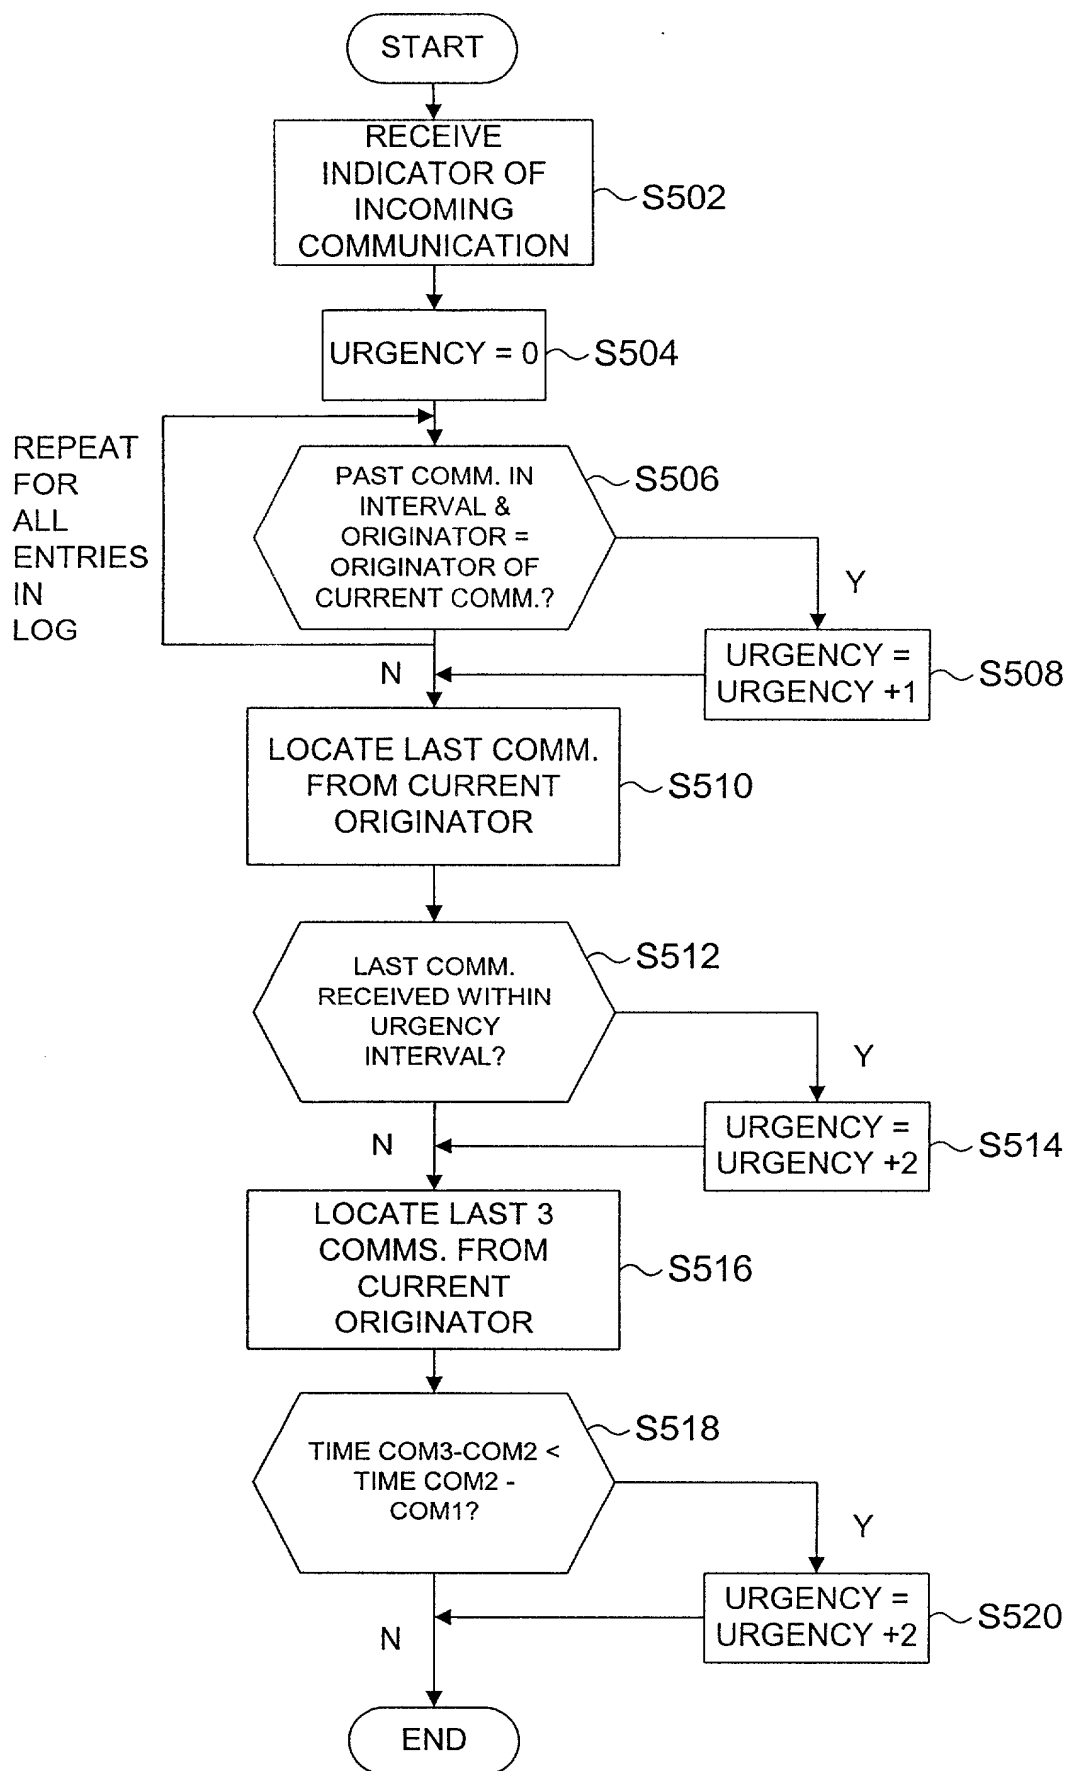 START
RECEIVE
INDICATOR OF
INCOMING
COMMUNICATION
S502
URGENCY = 0
S504
REPEAT
FOR
ALL
ENTRIES
IN
LOG
PAST COMM. IN
INTERVAL &
ORIGINATOR =
ORIGINATOR OF
CURRENT COMM.?
S506
Y
N
URGENCY =
URGENCY +1
S508
LOCATE LAST COMM.
FROM CURRENT
ORIGINATOR
S510
LAST COMM.
RECEIVED WITHIN
URGENCY
INTERVAL?
S512
Y
N
URGENCY =
URGENCY +2
S514
LOCATE LAST 3
COMMS. FROM
CURRENT
ORIGINATOR
S516
TIME COM3-COM2 <
TIME COM2 -
COM1?
S518
Y
N
URGENCY =
URGENCY +2
S520
END